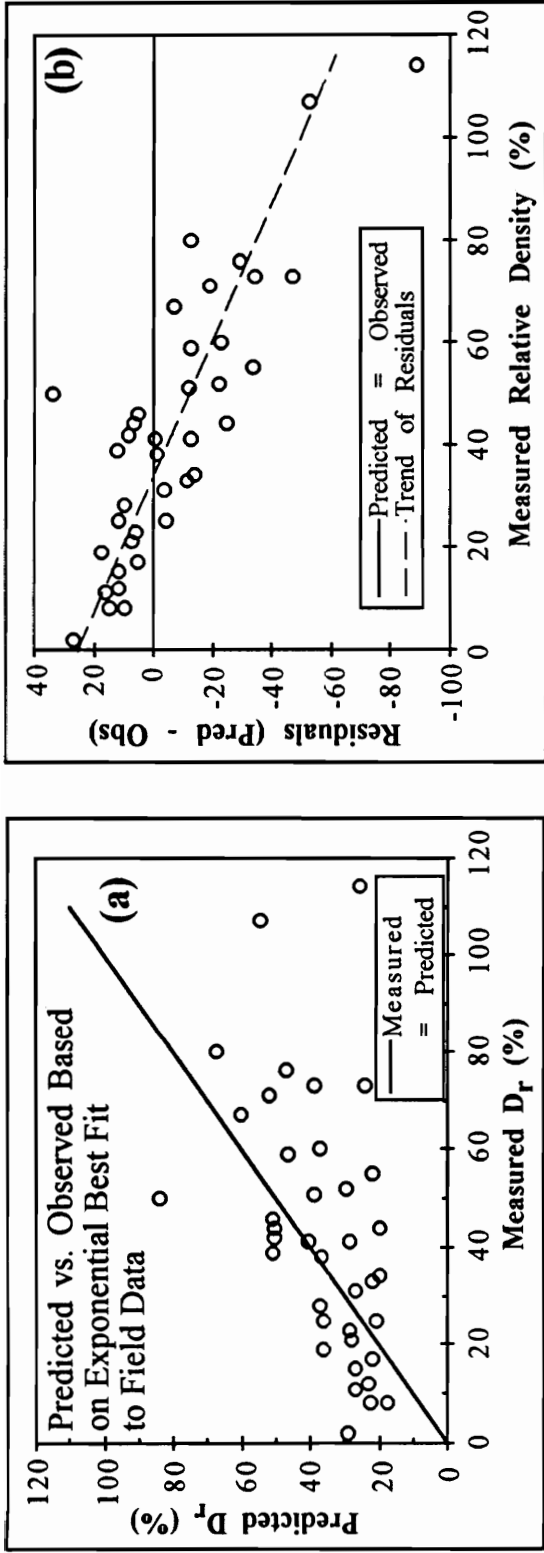 Predicted vs. Observed Based
on Exponential Best Fit
to Field Data
(a)
120
100
80
60
40
20
0
Predicted Dr (%)
Measured
= Predicted
0 20 40 60 80 100 120
Measured Dr (%)
(b)
40
20
0
-20
-40
-60
-80
-100
Residuals (Pred - Obs)
Predicted = Observed
Trend of Residuals
0 20 40 60 80 100 120
Measured Relative Density (%)